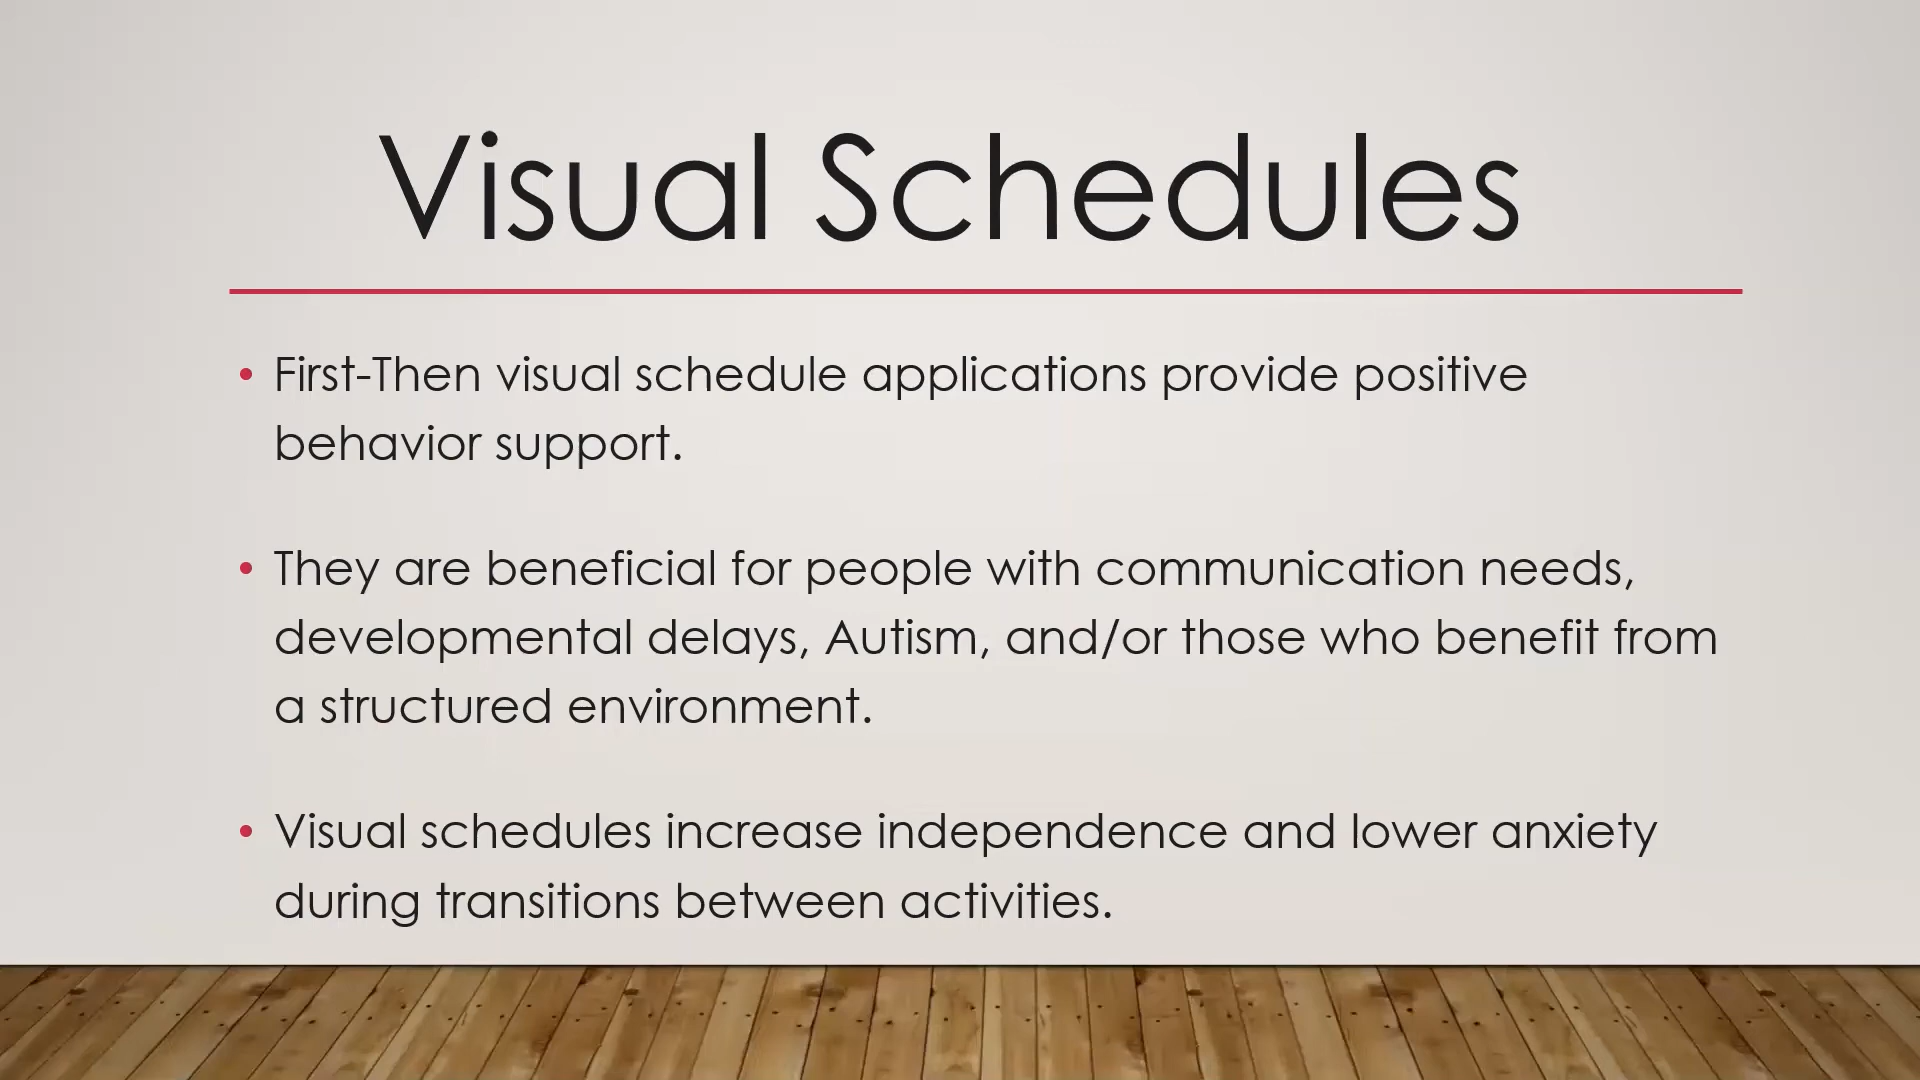 Visual Schedules
• First-Then visual schedule applications provide positive
behavior support.
• They are beneficial for people with communication needs,
developmental delays, Autism, and/or those who benefit from
a structured environment.
• Visual schedules increase independence and lower anxiety
during transitions between activities.